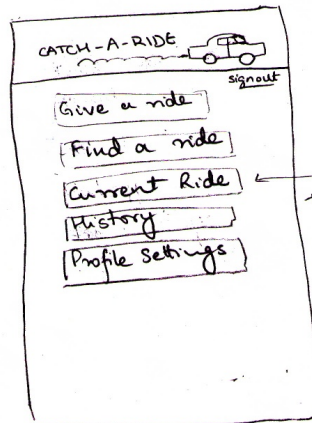 CATCH-A-RIDE
signout
Give a ride
Find a ride
Current Ride
History
Profile Settings